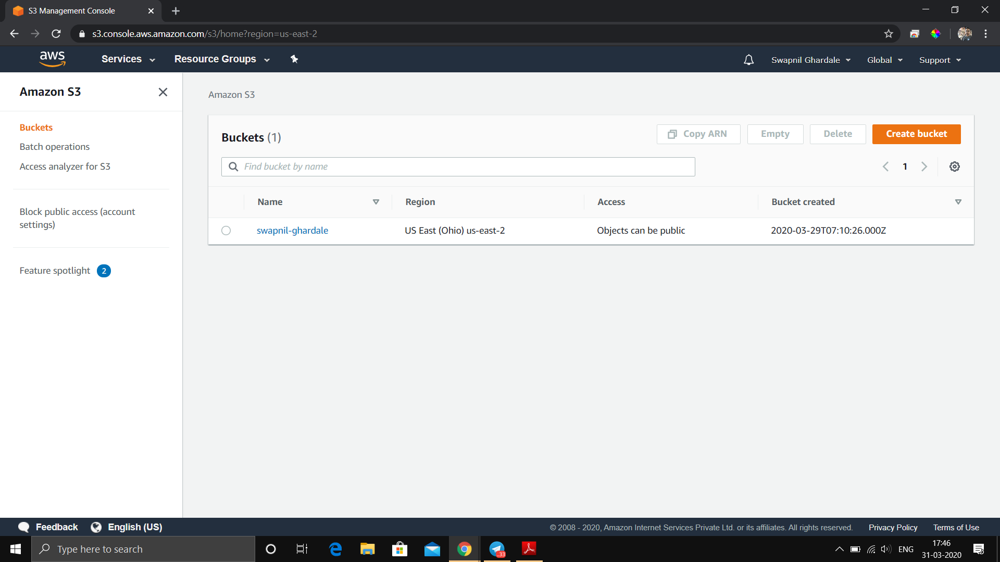 S3 Management Console
s3.console.aws.amazon.com/s3/home?region=us-east-2
aws Services Resource Groups Swapnil Ghardale Global Support
Amazon S3
Buckets
Batch operations
Access analyzer for S3
Block public access (account
settings)
Feature spotlight 2
Amazon S3
Buckets (1) Copy ARN Empty Delete Create bucket
Find bucket by name 1
Name Region Access Bucket created
swapnil-ghardale US East (Ohio) us-east-2 Objects can be public 2020-03-29T07:10:26.000Z
Feedback English (US) © 2008 - 2020, Amazon Internet Services Private Ltd. or its affiliates. All rights reserved. Privacy Policy Terms of Use
Type here to search ..33 ENG 17:46
31-03-2020